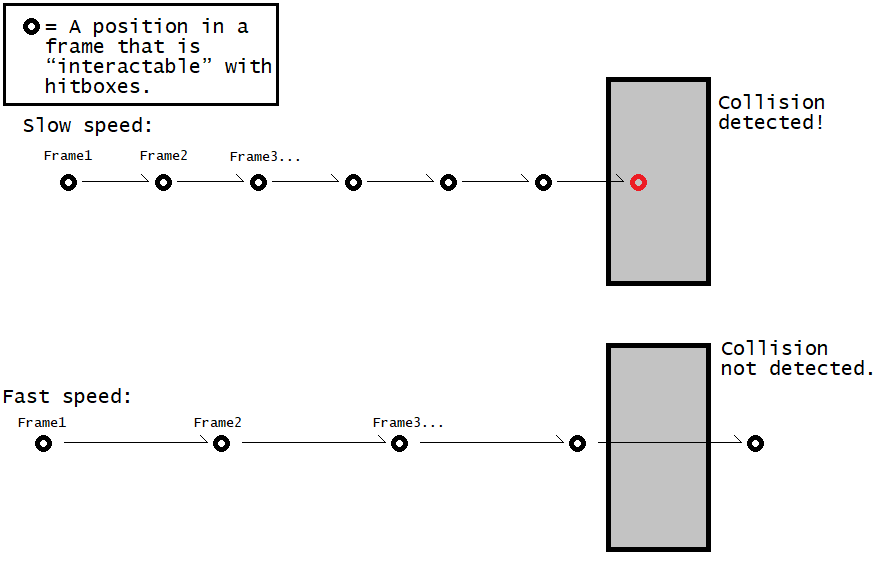 = A position in a
frame that is
“interactable” with
hitboxes.
Slow speed:
Frame1 Frame2 Frame3...
Collision
detected!
Fast speed:
Frame1 Frame2 Frame3...
Collision
not detected.